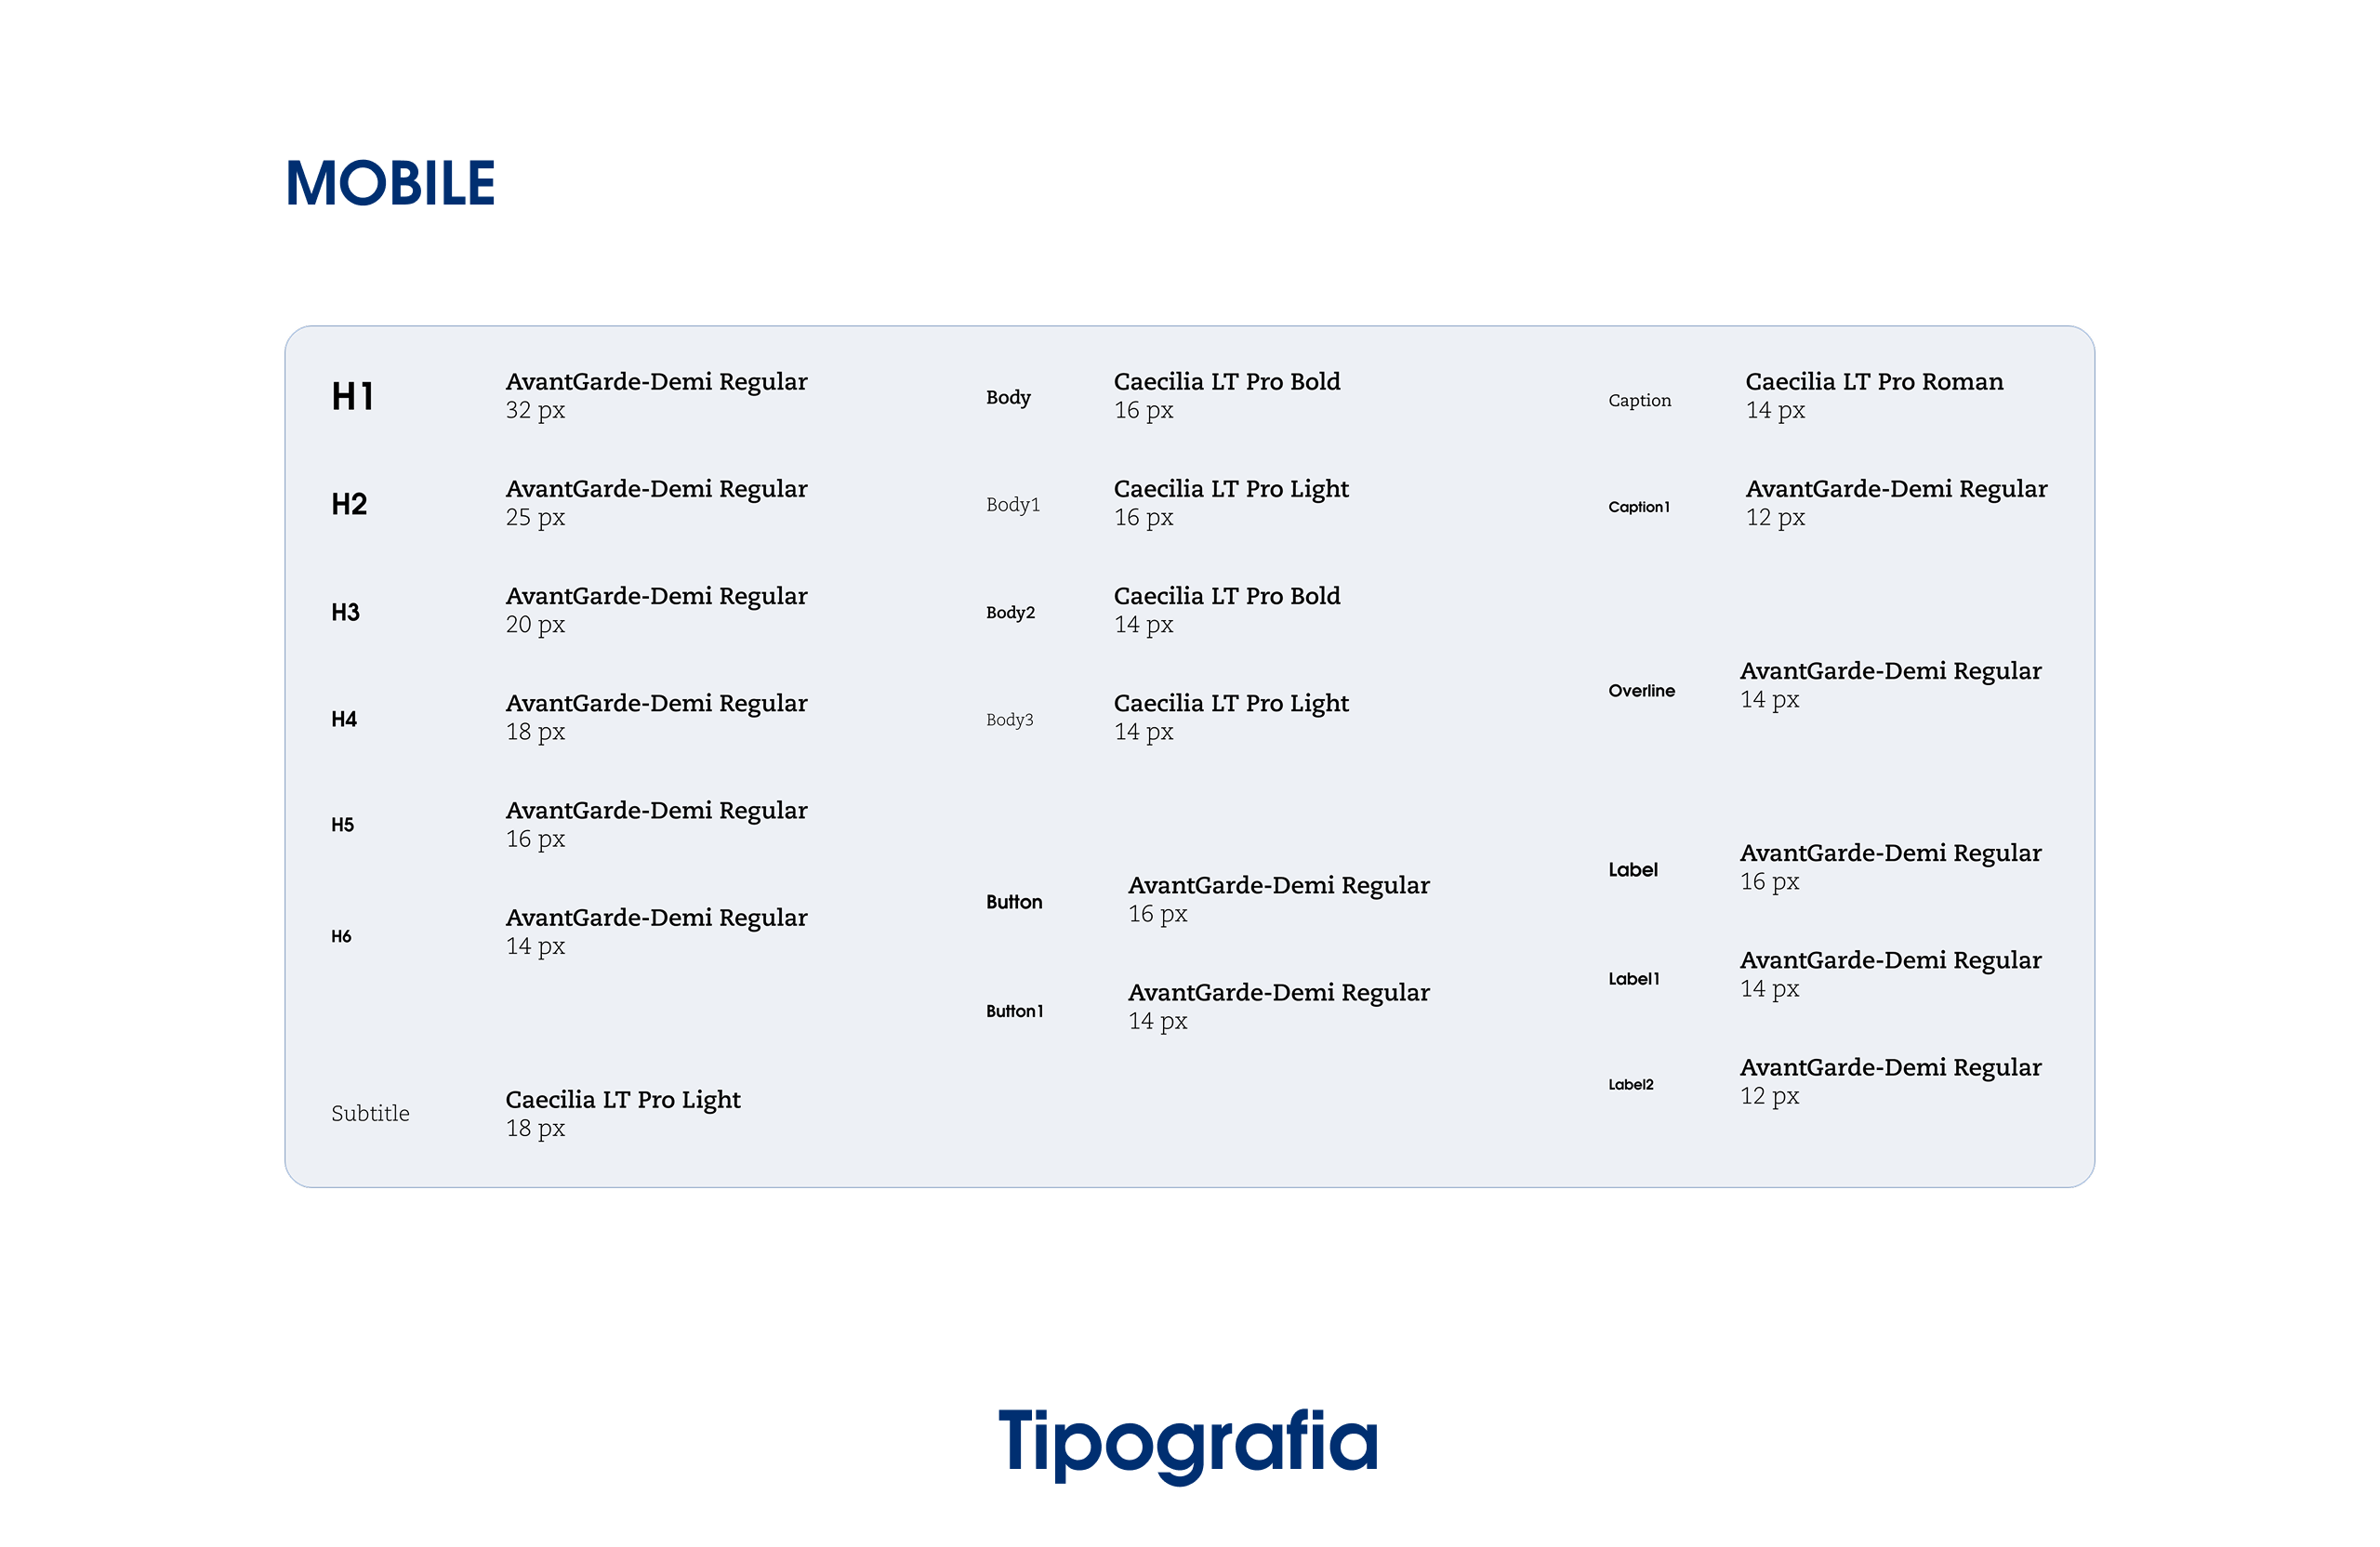 MOBILE
H1
AvantGarde-Demi Regular
32 px
H2
AvantGarde-Demi Regular
25 px
H3
AvantGarde-Demi Regular
20 px
H4
AvantGarde-Demi Regular
18 px
H5
AvantGarde-Demi Regular
16 px
H6
AvantGarde-Demi Regular
14 px
Subtitle
Caecilia LT Pro Light
18 px
Body
Caecilia LT Pro Bold
16 px
Body1
Caecilia LT Pro Light
16 px
Body2
Caecilia LT Pro Bold
14 px
Body3
Caecilia LT Pro Light
14 px
Button
AvantGarde-Demi Regular
16 px
Button1
AvantGarde-Demi Regular
14 px
Caption
Caecilia LT Pro Roman
14 px
Caption1
AvantGarde-Demi Regular
12 px
Overline
AvantGarde-Demi Regular
14 px
Label
AvantGarde-Demi Regular
16 px
Label1
AvantGarde-Demi Regular
14 px
Label2
AvantGarde-Demi Regular
12 px
Tipografia